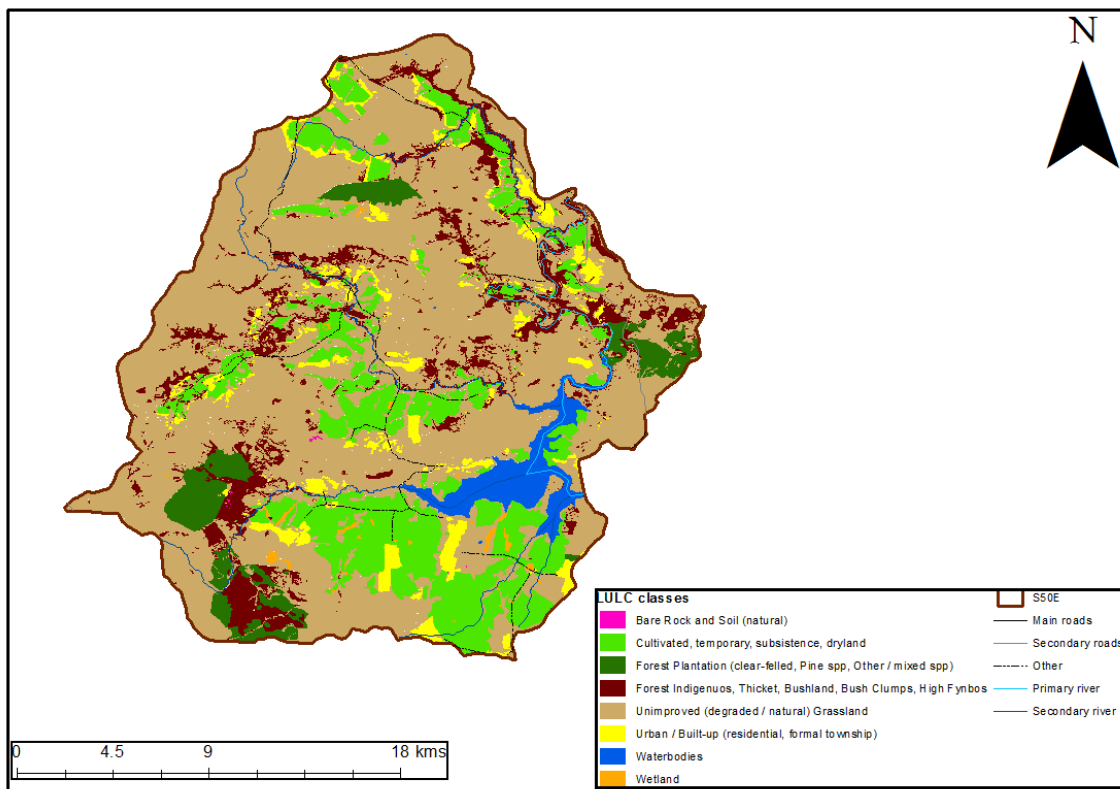 N
0 4.5 9 18 kms
LULC classes
Bare Rock and Soil (natural)
Cultivated, temporary, subsistence, dryland
Forest Plantation (clear-felled, Pine spp, Other / mixed spp)
Forest Indigenuos, Thicket, Bushland, Bush Clumps, High Fynbos
Unimproved (degraded / natural) Grassland
Urban / Built-up (residential, formal township)
Waterbodies
Wetland
S50E
Main roads
Secondary roads
Other
Primary river
Secondary river